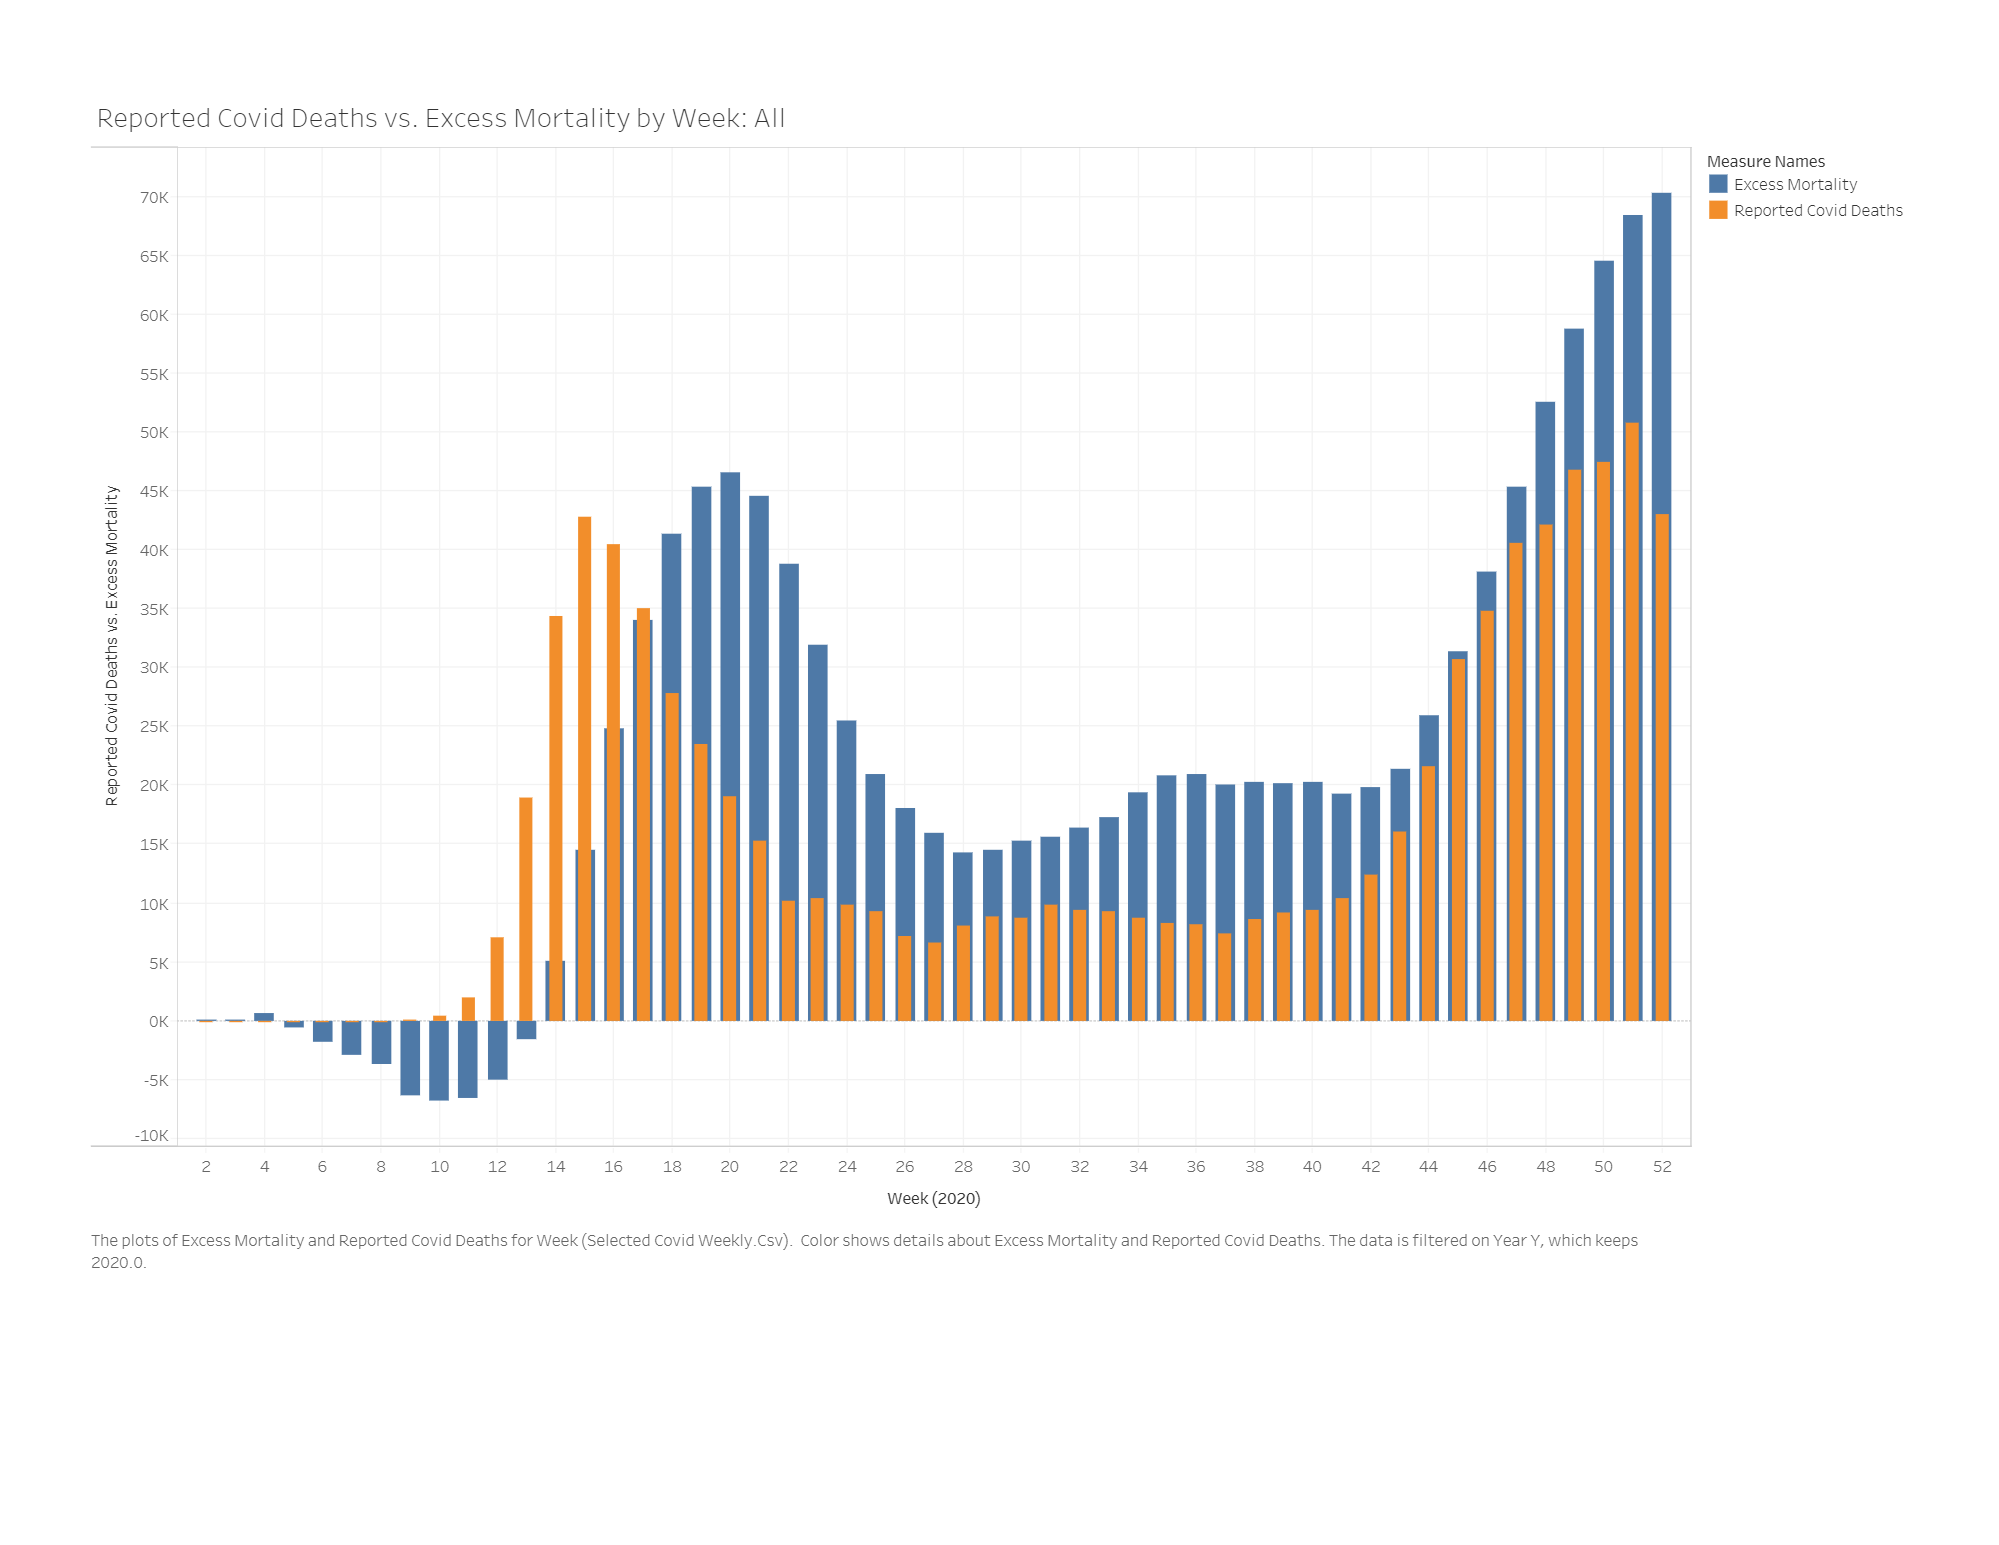 Reported Covid Deaths vs. Excess Mortality by Week: All
Measure Names
Excess Mortality
Reported Covid Deaths
Reported Covid Deaths vs. Excess Mortality
70K
65K
60K
55K
50K
45K
40K
35K
30K
25K
20K
15K
10K
5K
0K
-5K
-10K
2 4 6 8 10 12 14 16 18 20 22 24 26 28 30 32 34 36 38 40 42 44 46 48 50 52
Week (2020)
The plots of Excess Mortality and Reported Covid Deaths for Week (Selected Covid Weekly.Csv).  Color shows details about Excess Mortality and Reported Covid Deaths. The data is filtered on Year Y, which keeps
2020.0.